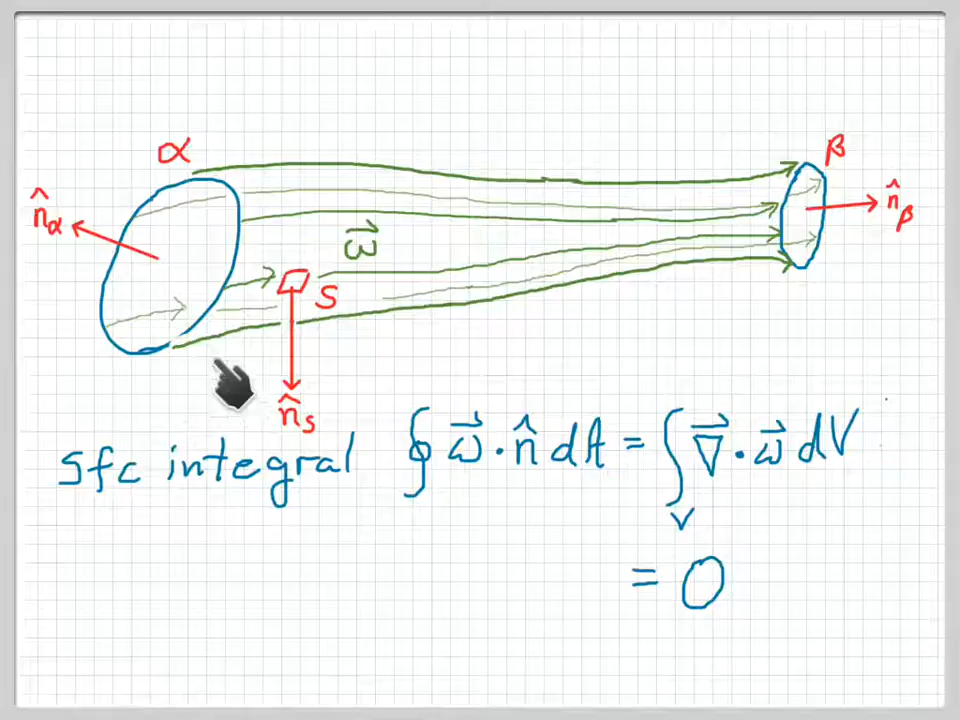 α
β
n̂α
n̂β
ω⃗
S
n̂s
sfc integral ∮ ω⃗ · n̂ dA = ∫V ∇⃗ · ω⃗ dV
= 0